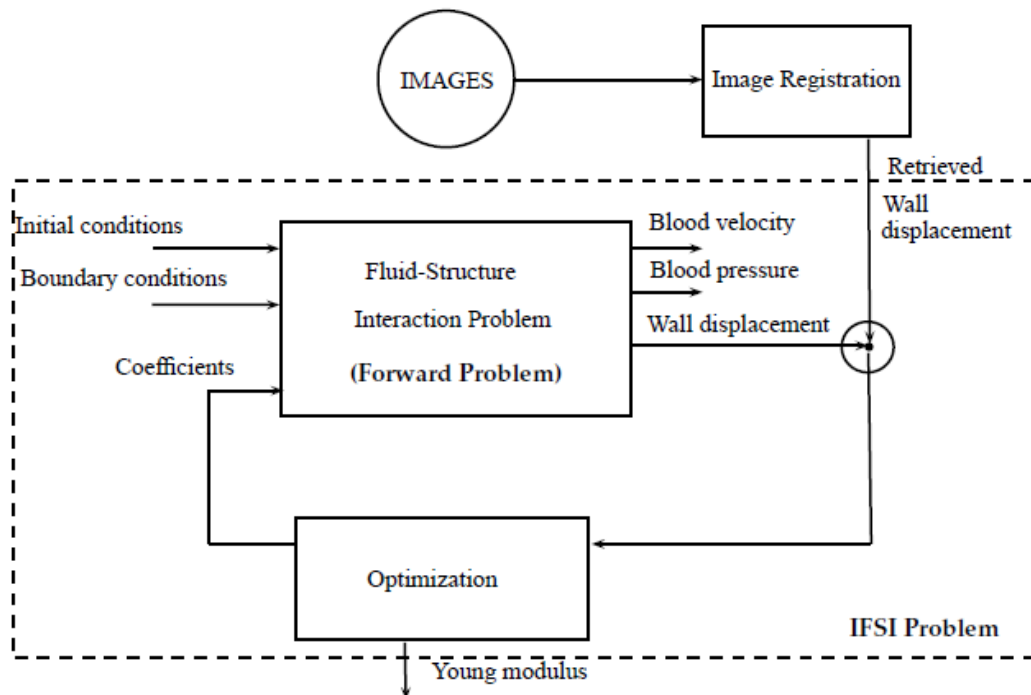 IMAGES
Image Registration
Retrieved
Wall
displacement
Initial conditions
Boundary conditions
Coefficients
Fluid-Structure
Interaction Problem
(Forward Problem)
Blood velocity
Blood pressure
Wall displacement
Optimization
IFSI Problem
Young modulus